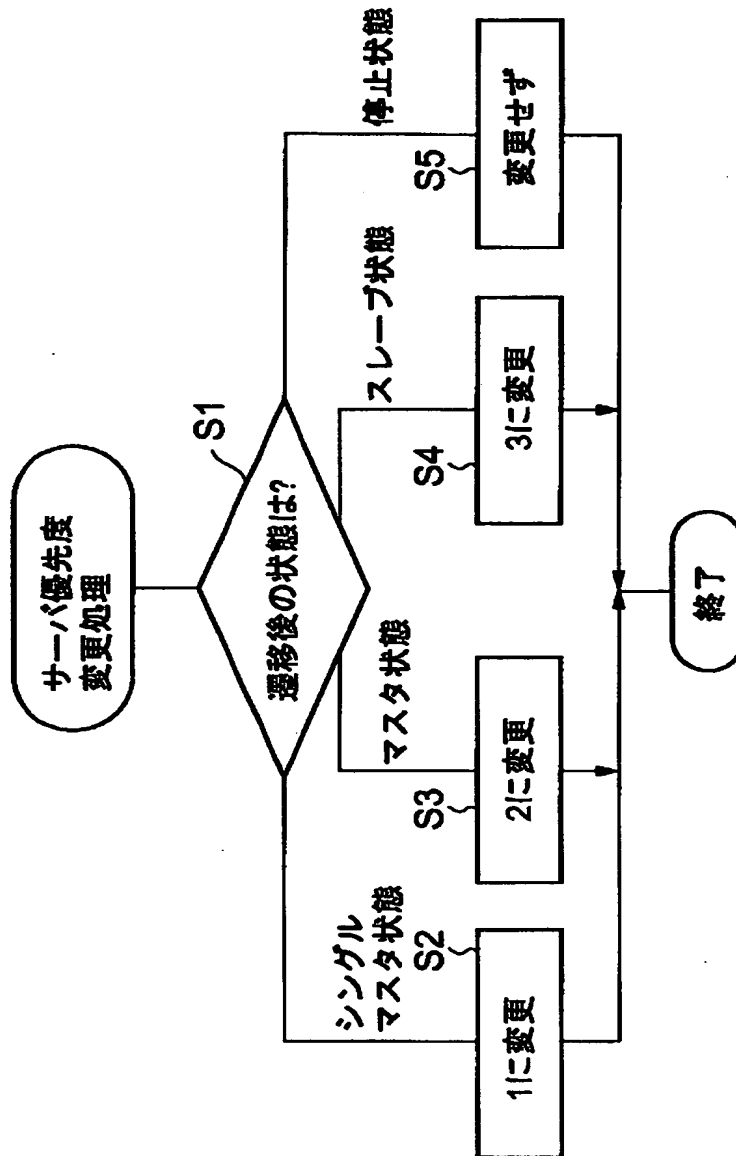 サーバ優先度
変更処理
S1
遷移後の状態は?
シングル
マスタ状態
S2
1に変更
マスタ状態
S3
2に変更
スレーブ状態
S4
3に変更
停止状態
S5
変更せず
終了